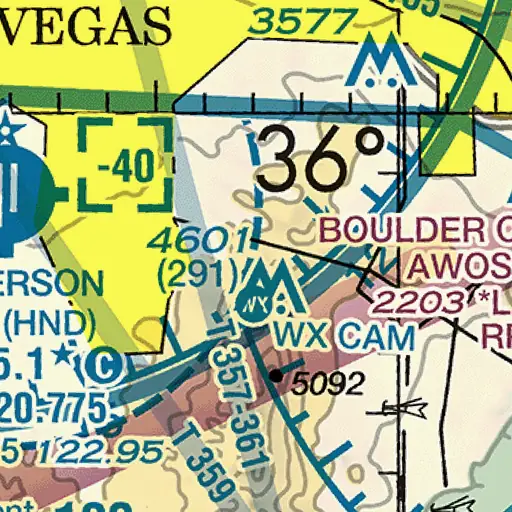 VEGAS
3577
-40
36°
4601
(291)
BOULDER C
AWOS
2203 *L
RP
ERSON
(HND)
WX CAM
5.1 * C
20.775
5 122.95
T 357-361
5092
T 359